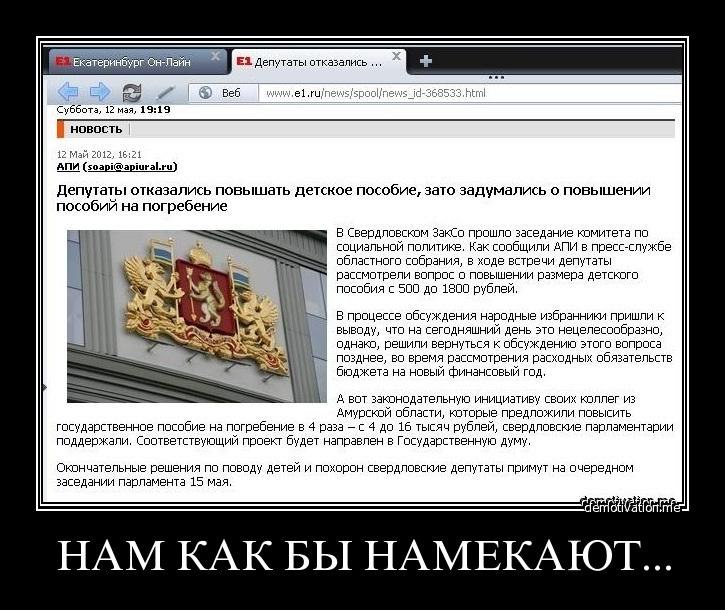 E1 Екатеринбург Он-Лайн
E1 Депутаты отказались ...
Веб
www.e1.ru/news/spool/news_id-368533.html
Суббота, 12 мая, 19:19
НОВОСТЬ
12 Май 2012, 16:21
АПИ (soapi@apiural.ru)
Депутаты отказались повышать детское пособие, зато задумались о повышении
пособий на погребение
В Свердловском ЗакСо прошло заседание комитета по
социальной политике. Как сообщили АПИ в пресс-службе
областного собрания, в ходе встречи депутаты
рассмотрели вопрос о повышении размера детского
пособия с 500 до 1800 рублей.
В процессе обсуждения народные избранники пришли к
выводу, что на сегодняшний день это нецелесообразно,
однако, решили вернуться к обсуждению этого вопроса
позднее, во время рассмотрения расходных обязательств
бюджета на новый финансовый год.
А вот законодательную инициативу своих коллег из
Амурской области, которые предложили повысить
государственное пособие на погребение в 4 раза – с 4 до 16 тысяч рублей, свердловские парламентарии
поддержали. Соответствующий проект будет направлен в Государственную думу.
Окончательные решения по поводу детей и похорон свердловские депутаты примут на очередном
заседании парламента 15 мая.
demotivation.me
НАМ КАК БЫ НАМЕКАЮТ...